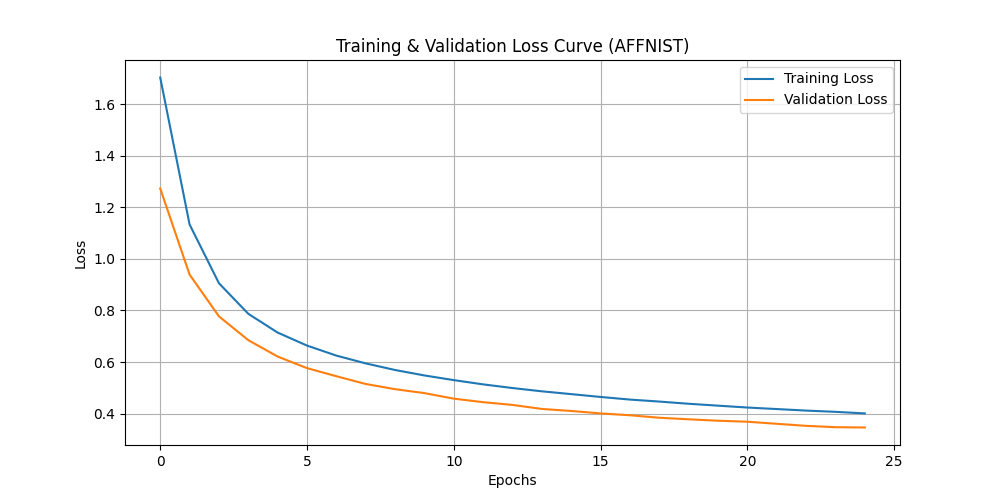 Training & Validation Loss Curve (AFFNIST)
Training Loss
Validation Loss
1.6
1.4
1.2
1.0
0.8
0.6
0.4
Loss
0 5 10 15 20 25
Epochs